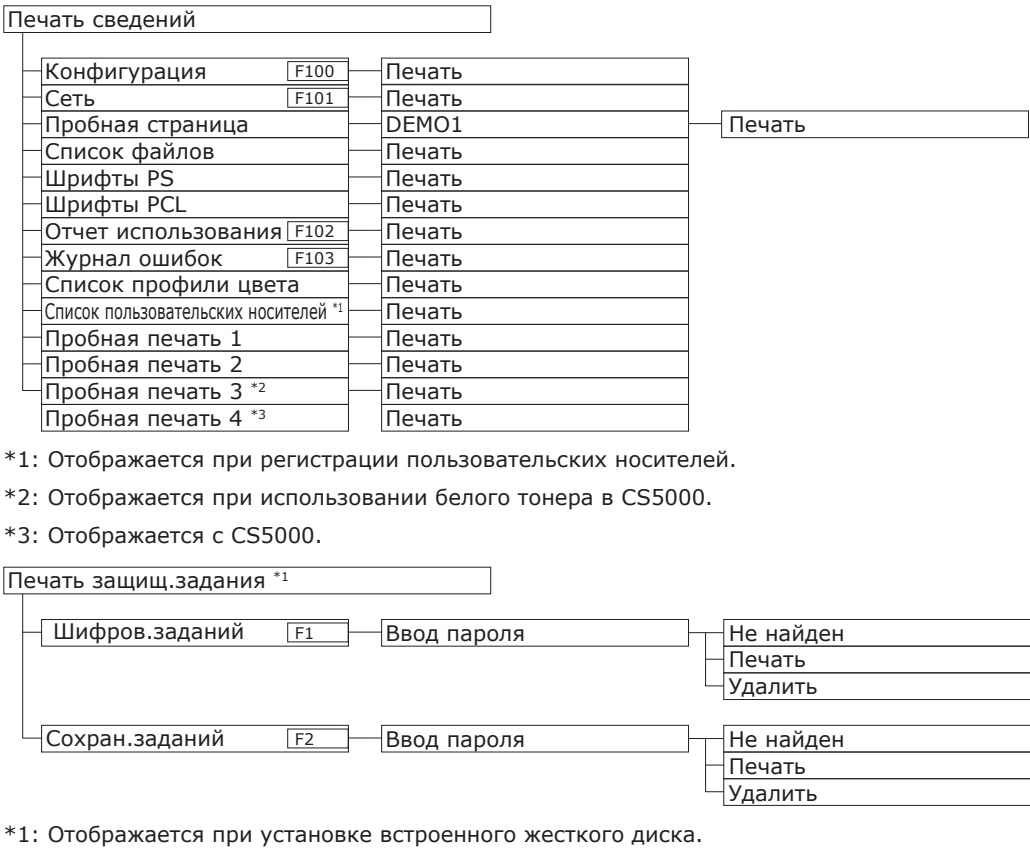 Печать сведений
Конфигурация F100 Печать
Сеть F101 Печать
Пробная страница DEMO1 Печать
Список файлов Печать
Шрифты PS Печать
Шрифты PCL Печать
Отчет использования F102 Печать
Журнал ошибок F103 Печать
Список профили цвета Печать
Список пользовательских носителей *1 Печать
Пробная печать 1 Печать
Пробная печать 2 Печать
Пробная печать 3 *2 Печать
Пробная печать 4 *3 Печать
*1: Отображается при регистрации пользовательских носителей.
*2: Отображается при использовании белого тонера в CS5000.
*3: Отображается с CS5000.
Печать защищ.задания *1
Шифров.заданий F1 Ввод пароля Не найден
Печать
Удалить
Сохран.заданий F2 Ввод пароля Не найден
Печать
Удалить
*1: Отображается при установке встроенного жесткого диска.